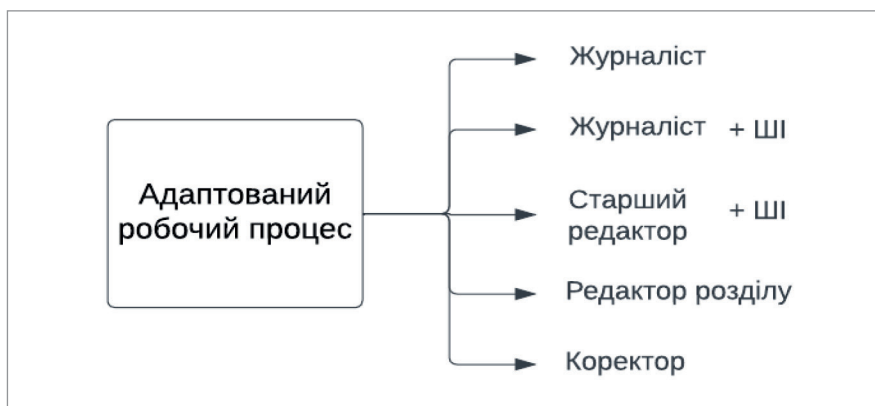 Адаптований
робочий процес
Журналіст
Журналіст + ШІ
Старший
редактор + ШІ
Редактор розділу
Коректор